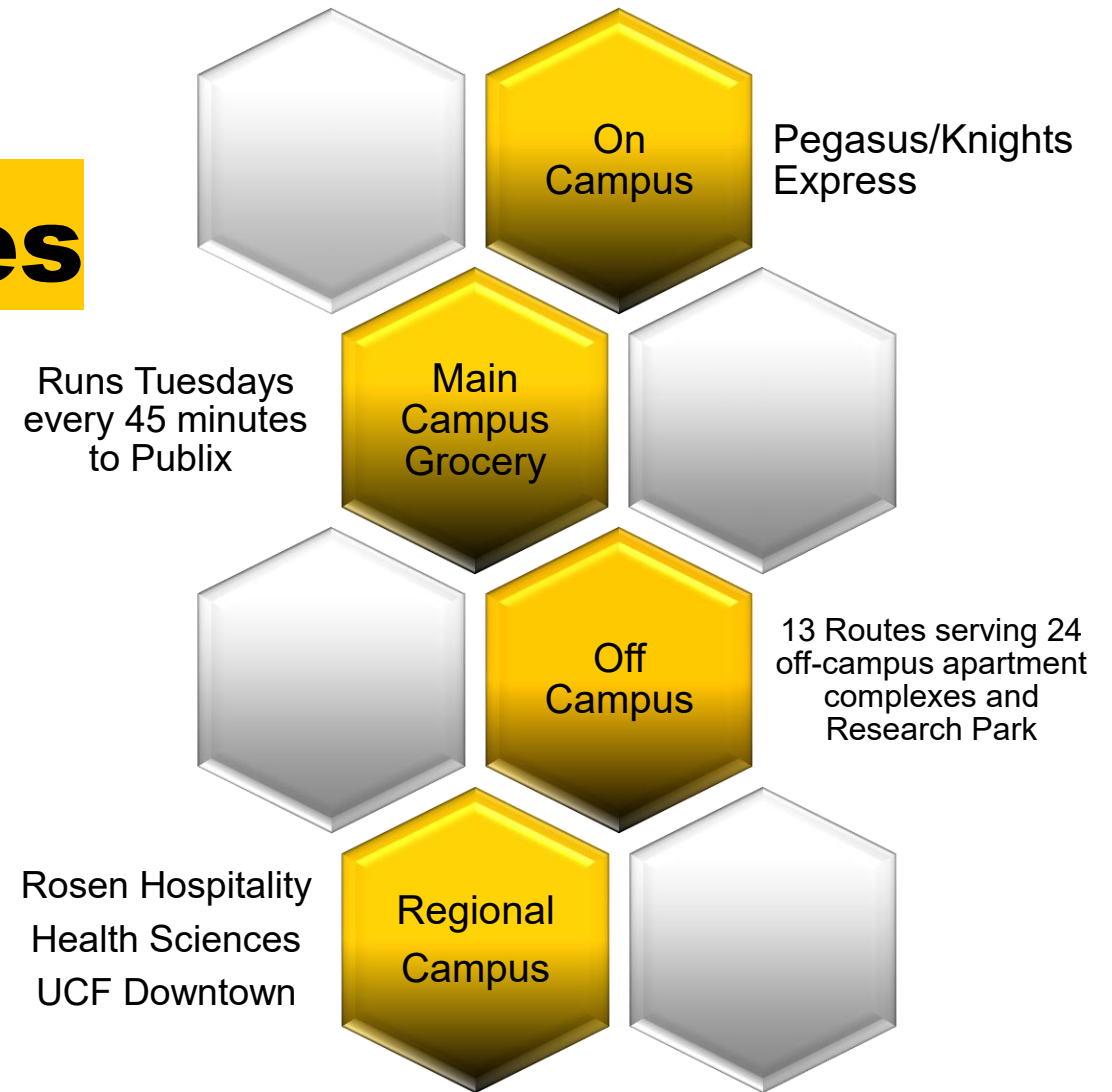 es
On
Campus
Pegasus/Knights
Express
Runs Tuesdays
every 45 minutes
to Publix
Main
Campus
Grocery
Off
Campus
13 Routes serving 24
off-campus apartment
complexes and
Research Park
Rosen Hospitality
Health Sciences
UCF Downtown
Regional
Campus